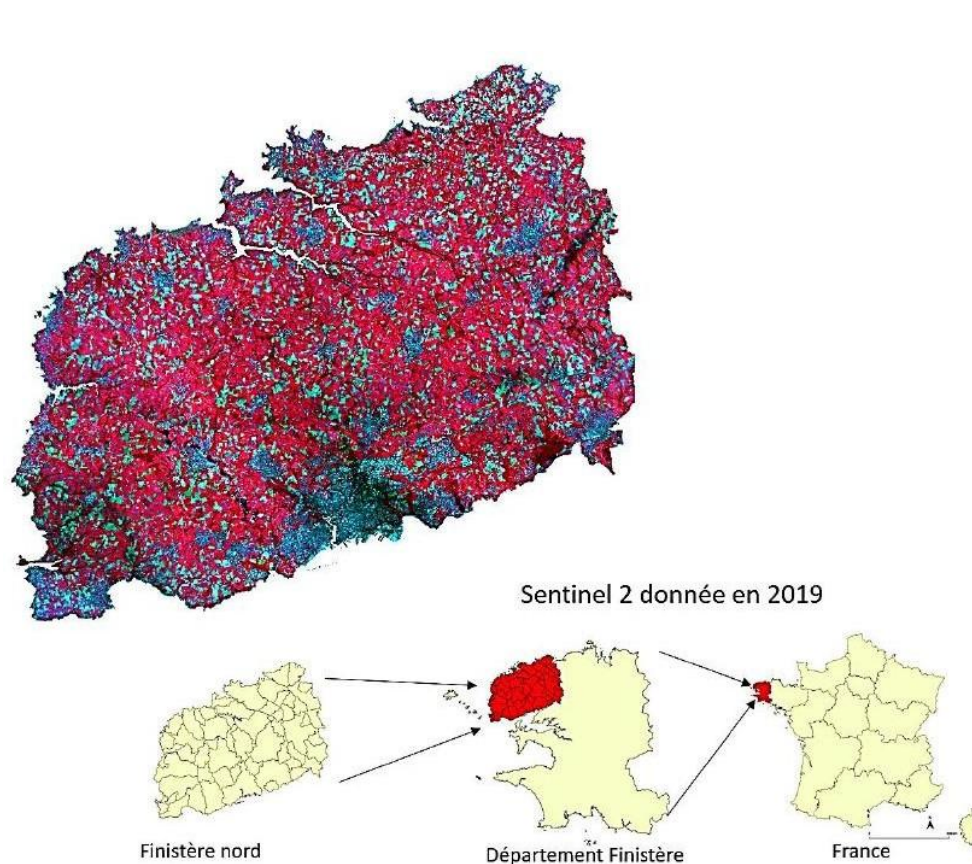 Sentinel 2 donnée en 2019
Finistère nord
Département Finistère
France